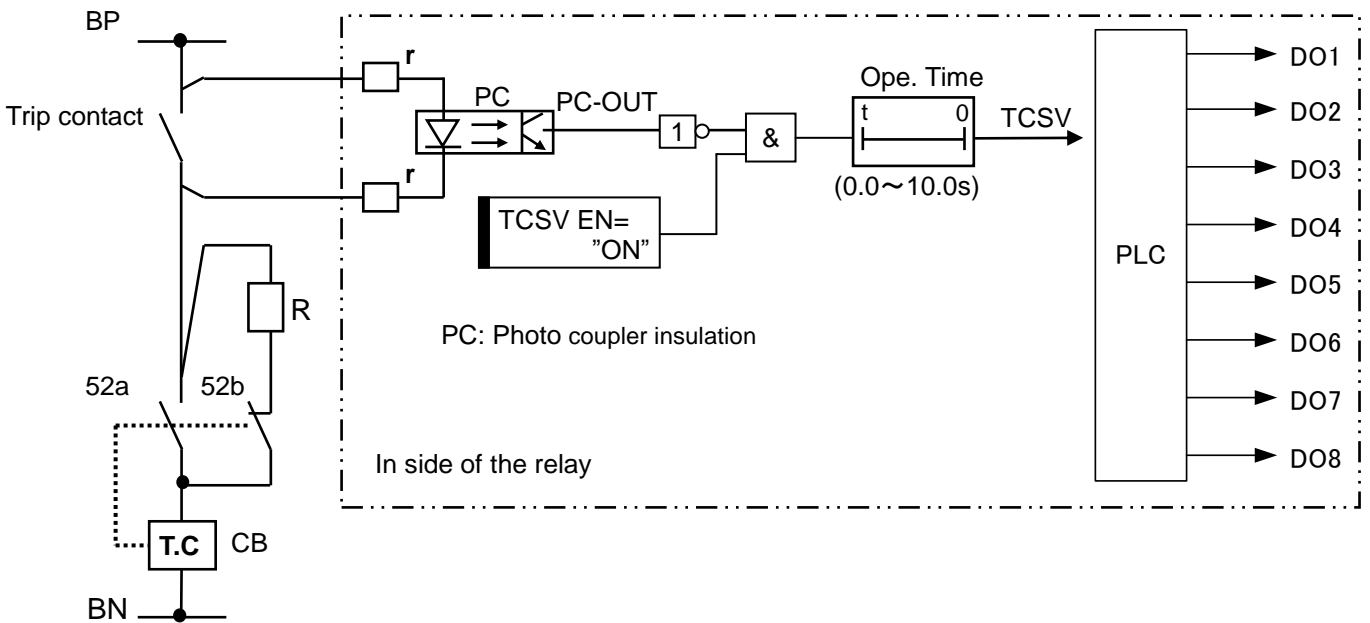 BP
r
Ope. Time
DO1
PC
PC-OUT
t
0
TCSV
Trip contact
1
&
DO2
r
(0.0～10.0s)
DO3
TCSV EN=
”ON”
DO4
PLC
R
DO5
PC: Photo coupler insulation
DO6
52a
52b
DO7
In side of the relay
DO8
T.C
CB
BN